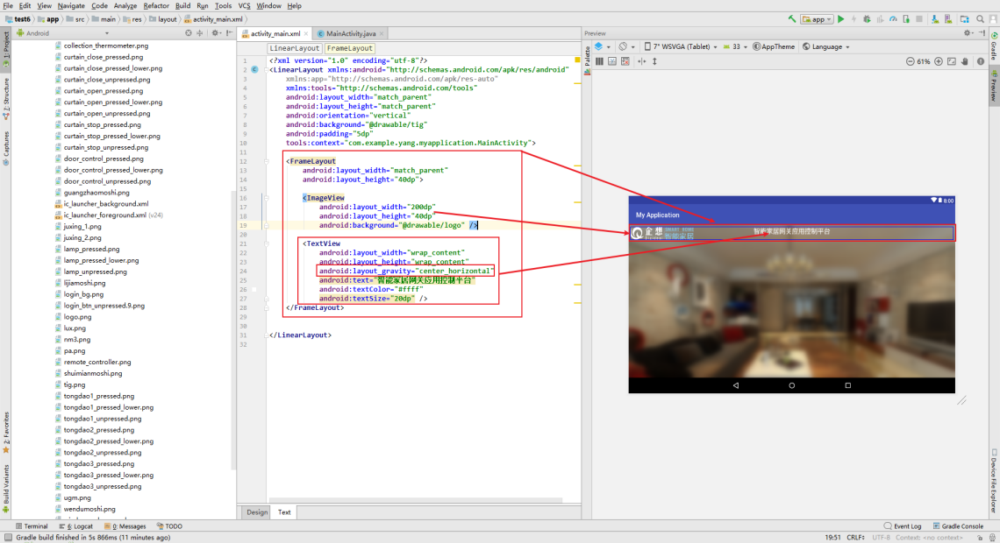 File Edit View Navigate Code Analyze Refactor Build Run Tools VCS Window Help
test6 app src main res layout activity_main.xml
app
Android
activity_main.xml MainActivity.java
Preview
LinearLayout FrameLayout
7" WSVGA (Tablet) 33 AppTheme Language
61%
1: Project
Z: Structure
Captures
2: Favorites
Build Variants
collection_thermometer.png
curtain_close_pressed.png
curtain_close_pressed_lower.png
curtain_close_unpressed.png
curtain_open_pressed.png
curtain_open_pressed_lower.png
curtain_open_unpressed.png
curtain_stop_pressed.png
curtain_stop_pressed_lower.png
curtain_stop_unpressed.png
door_control_pressed.png
door_control_pressed_lower.png
door_control_unpressed.png
guangzhaomoshi.png
ic_launcher_background.xml
ic_launcher_foreground.xml (v24)
juxing_1.png
juxing_2.png
lamp_pressed.png
lamp_pressed_lower.png
lamp_unpressed.png
lijiamoshi.png
login_bg.png
login_btn_unpressed.9.png
logo.png
lux.png
nm3.png
pa.png
remote_controller.png
shuimianmoshi.png
tig.png
tongdao1_pressed.png
tongdao1_pressed_lower.png
tongdao1_unpressed.png
tongdao2_pressed.png
tongdao2_pressed_lower.png
tongdao2_unpressed.png
tongdao3_pressed.png
tongdao3_pressed_lower.png
tongdao3_unpressed.png
ugm.png
wendumoshi.png
1 <?xml version="1.0" encoding="utf-8"?>
2 <LinearLayout xmlns:android="http://schemas.android.com/apk/res/android"
3 xmlns:app="http://schemas.android.com/apk/res-auto"
4 xmlns:tools="http://schemas.android.com/tools"
5 android:layout_width="match_parent"
6 android:layout_height="match_parent"
7 android:orientation="vertical"
8 android:background="@drawable/tig"
9 android:padding="5dp"
10 tools:context="com.example.yang.myapplication.MainActivity">
11
12 <FrameLayout
13 android:layout_width="match_parent"
14 android:layout_height="40dp">
15
16 <ImageView
17 android:layout_width="200dp"
18 android:layout_height="40dp"
19 android:background="@drawable/logo" />
20
21 <TextView
22 android:layout_width="wrap_content"
23 android:layout_height="wrap_content"
24 android:layout_gravity="center_horizontal"
25 android:text="智能家居网关应用控制平台"
26 android:textColor="#ffff"
27 android:textSize="20dp" />
28 </FrameLayout>
29
30
31 </LinearLayout>
32
Design Text
Palette
8:00
My Application
企想
SMART HOME
智能家居
智能家居网关应用控制平台
Gradle
Preview
Device File Explorer
Terminal 6: Logcat 0: Messages TODO
Event Log Gradle Console
Gradle build finished in 5s 866ms (11 minutes ago)
19:51 CRLF÷ UTF-8 Context: <no context>